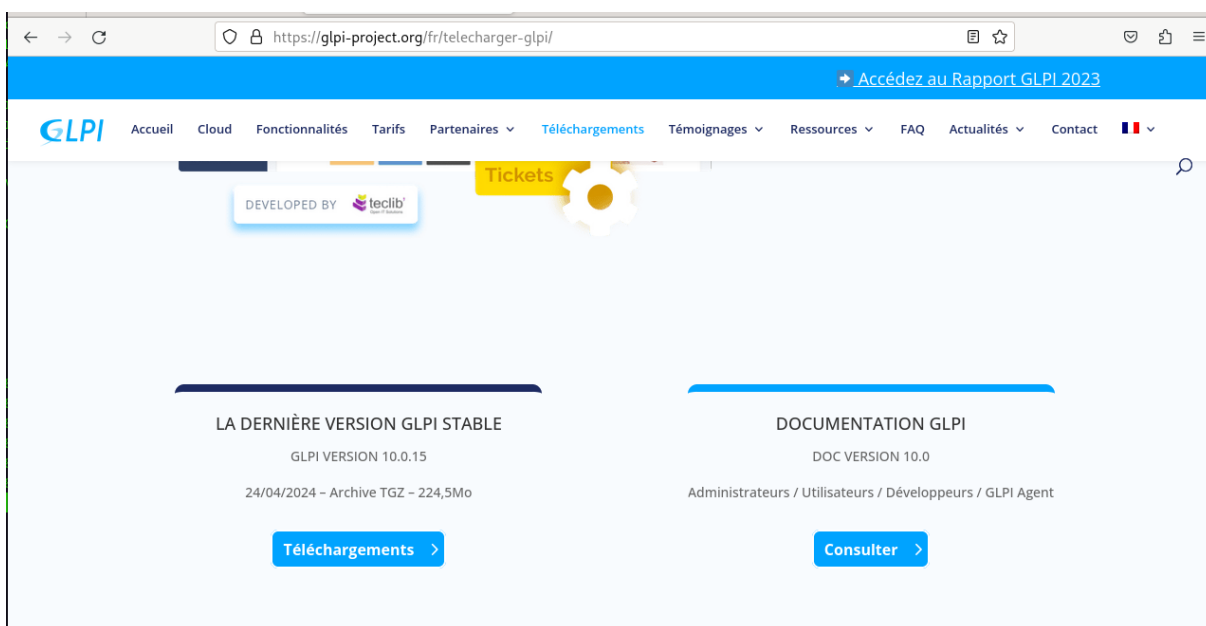 https://glpi-project.org/fr/telecharger-glpi/
Accédez au Rapport GLPI 2023
GLPI Accueil Cloud Fonctionnalités Tarifs Partenaires Téléchargements Témoignages Ressources FAQ Actualités Contact
Tickets
DEVELOPED BY teclib'
LA DERNIÈRE VERSION GLPI STABLE
GLPI VERSION 10.0.15
24/04/2024 – Archive TGZ – 224,5Mo
Téléchargements
DOCUMENTATION GLPI
DOC VERSION 10.0
Administrateurs / Utilisateurs / Développeurs / GLPI Agent
Consulter